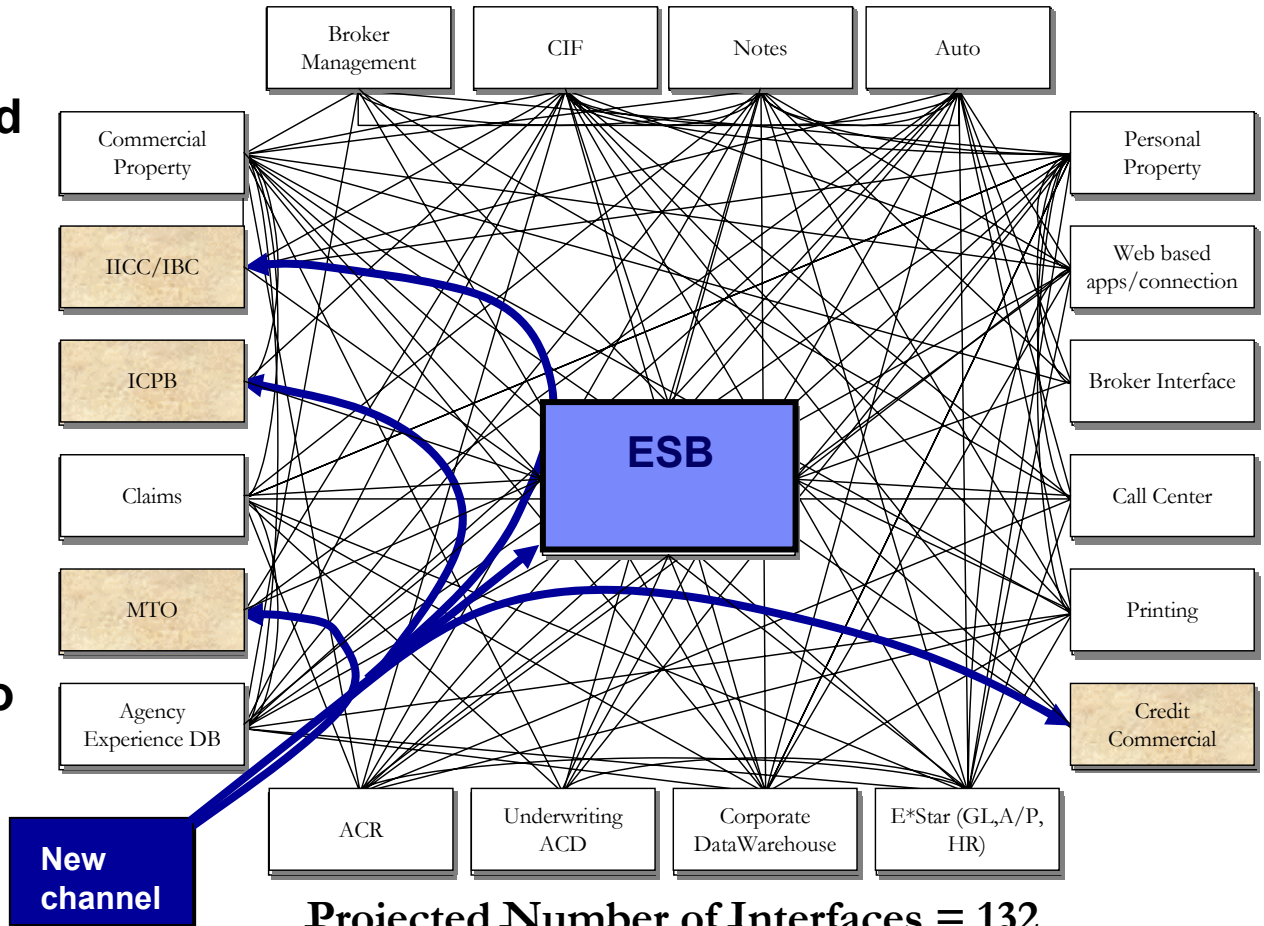 Broker
Management
CIF
Notes
Auto
d
Commercial
Property
Personal
Property
IICC/IBC
Web based
apps/connection
ICPB
Broker Interface
ESB
Claims
Call Center
MTO
Printing
o
Agency
Experience DB
Credit
Commercial
ACR
Underwriting
ACD
Corporate
DataWarehouse
E*Star (GL,A/P,
HR)
New
channel
Projected Number of Interfaces = 132